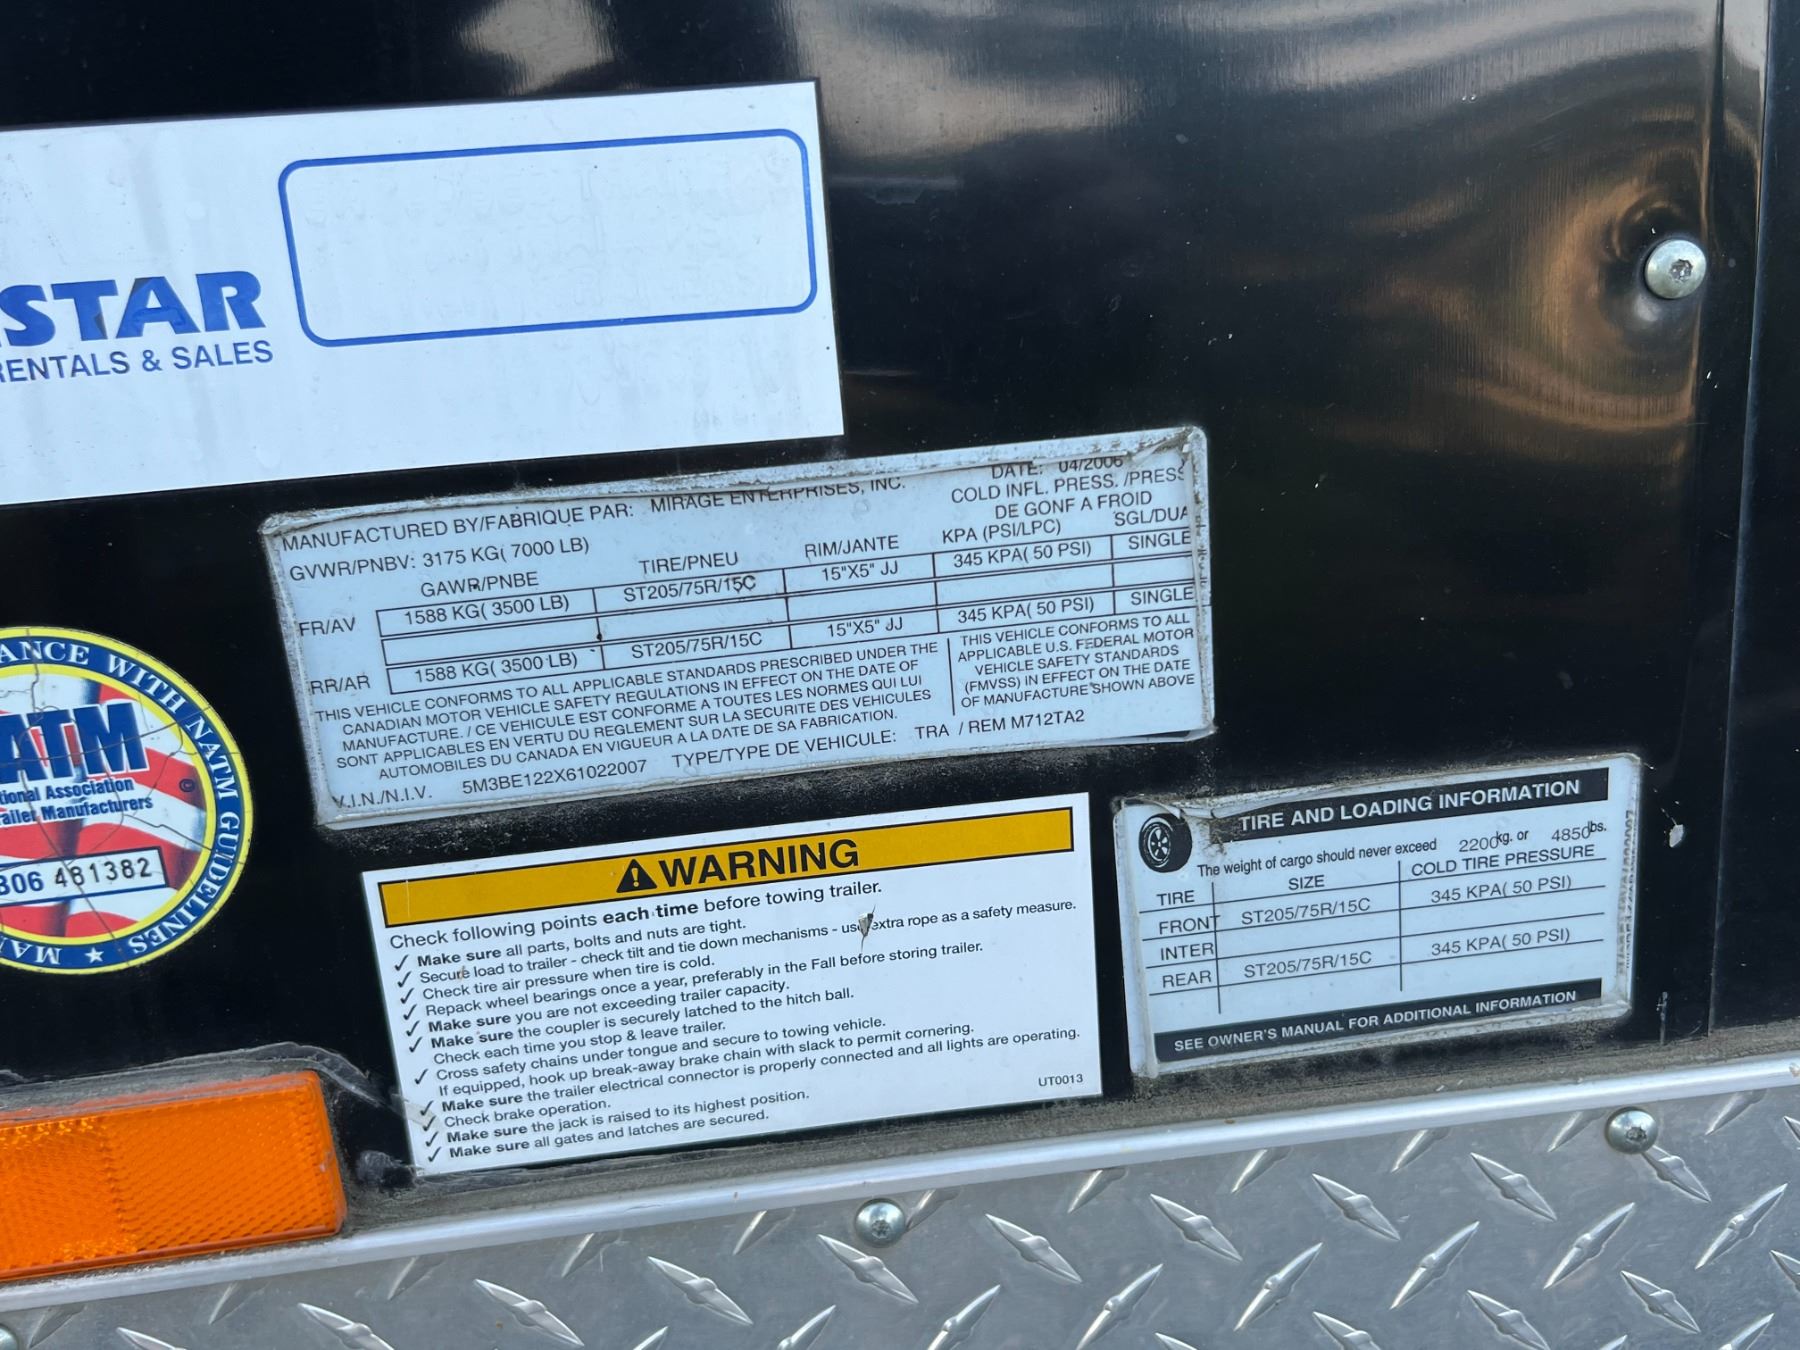 STAR
RENTALS & SALES
MANUFACTURED BY/FABRIQUE PAR: MIRAGE ENTERPRISES, INC. DATE: 04/2006
GVWR/PNBV: 3175 KG( 7000 LB) COLD INFL. PRESS. /PRESS
DE GONF A FROID
GAWR/PNBE TIRE/PNEU RIM/JANTE KPA (PSI/LPC) SGL/DUA
FR/AV 1588 KG( 3500 LB) ST205/75R/15C 15"X5" JJ 345 KPA( 50 PSI) SINGLE
RR/AR 1588 KG( 3500 LB) ST205/75R/15C 15"X5" JJ 345 KPA( 50 PSI) SINGLE
THIS VEHICLE CONFORMS TO ALL APPLICABLE STANDARDS PRESCRIBED UNDER THE
CANADIAN MOTOR VEHICLE SAFETY REGULATIONS IN EFFECT ON THE DATE OF
MANUFACTURE. / CE VEHICULE EST CONFORME A TOUTES LES NORMES QUI LUI
SONT APPLICABLES EN VERTU DU REGLEMENT SUR LA SECURITE DES VEHICULES
AUTOMOBILES DU CANADA EN VIGUEUR A LA DATE DE SA FABRICATION.
THIS VEHICLE CONFORMS TO ALL
APPLICABLE U.S. FEDERAL MOTOR
VEHICLE SAFETY STANDARDS
(FMVSS) IN EFFECT ON THE DATE
OF MANUFACTURE SHOWN ABOVE
V.I.N./N.I.V. 5M3BE122X61022007 TYPE/TYPE DE VEHICULE: TRA / REM M712TA2
ANCE WITH NATM GUIDELINES ★ MAN
ATM
tional Association
railer Manufacturers
©
306 481382
WARNING
Check following points each time before towing trailer.
✓ Make sure all parts, bolts and nuts are tight.
✓ Secure load to trailer - check tilt and tie down mechanisms - use extra rope as a safety measure.
✓ Check tire air pressure when tire is cold.
✓ Repack wheel bearings once a year, preferably in the Fall before storing trailer.
✓ Make sure you are not exceeding trailer capacity.
✓ Make sure the coupler is securely latched to the hitch ball.
Check each time you stop & leave trailer.
✓ Cross safety chains under tongue and secure to towing vehicle.
If equipped, hook up break-away brake chain with slack to permit cornering.
✓ Make sure the trailer electrical connector is properly connected and all lights are operating.
✓ Check brake operation.
✓ Make sure the jack is raised to its highest position.
✓ Make sure all gates and latches are secured.
UT0013
TIRE AND LOADING INFORMATION
The weight of cargo should never exceed 2200kg. or 4850lbs.
TIRE SIZE COLD TIRE PRESSURE
FRONT ST205/75R/15C 345 KPA( 50 PSI)
INTER
REAR ST205/75R/15C 345 KPA( 50 PSI)
SEE OWNER'S MANUAL FOR ADDITIONAL INFORMATION